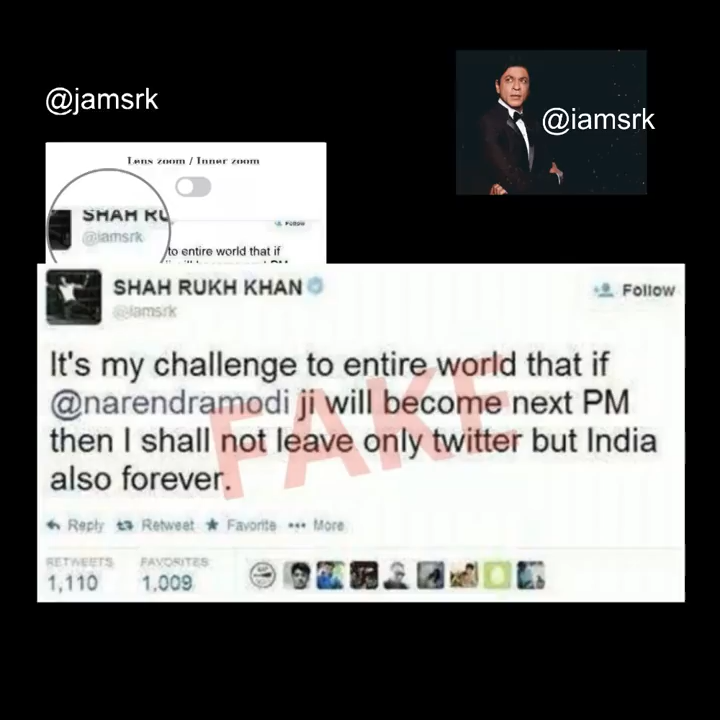 @jamsrk
@iamsrk
Lens zoom / Inner zoom
SHAH RU
@iamsrk
to entire world that if
SHAH RUKH KHAN
@iamsrk
Follow
It's my challenge to entire world that if
@narendramodi ji will become next PM
then I shall not leave only twitter but India
also forever.
FAKE
Reply Retweet Favorite More
RETWEETS FAVORITES
1,110 1,009